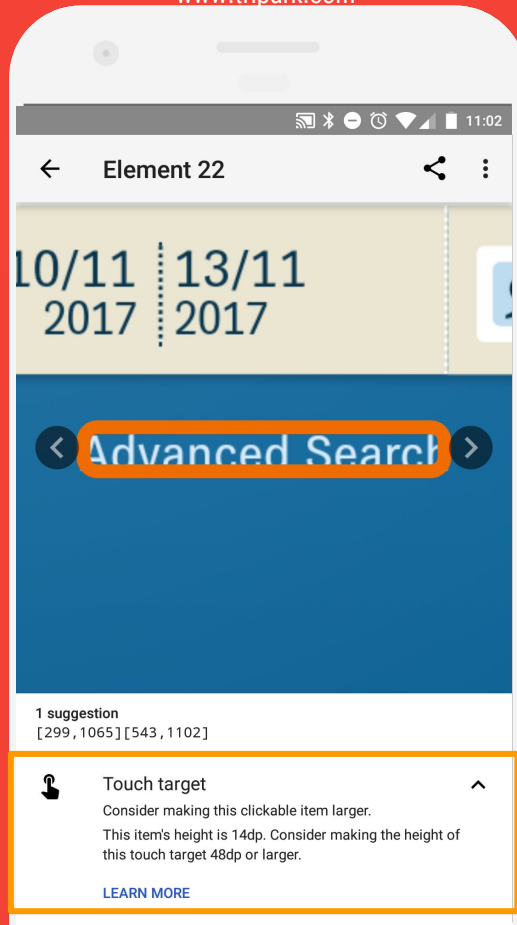 11:02
Element 22
10/11 13/11
2017 2017
Advanced Search
1 suggestion
[299,1065][543,1102]
Touch target
Consider making this clickable item larger.
This item's height is 14dp. Consider making the height of
this touch target 48dp or larger.
LEARN MORE